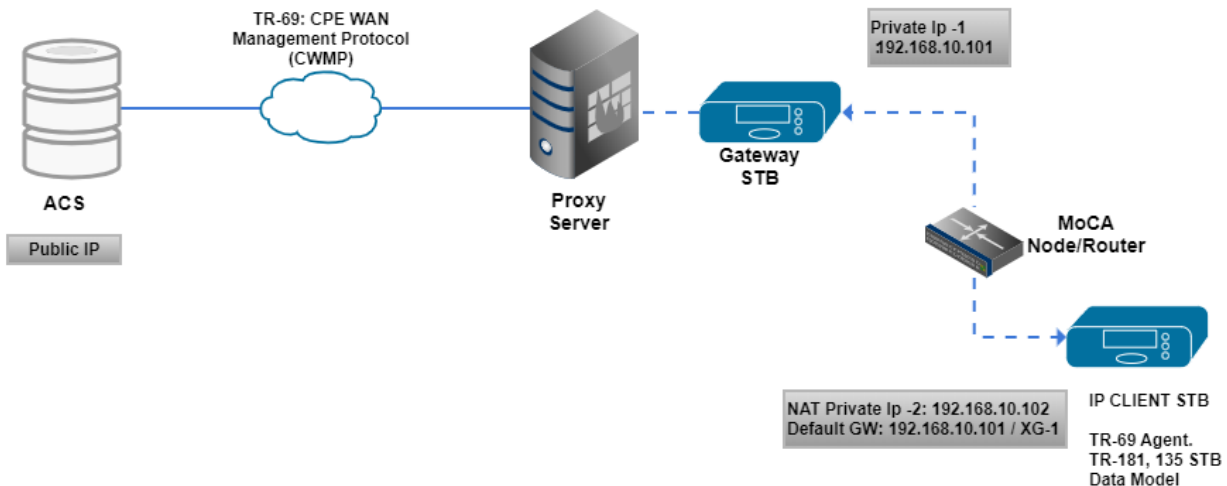 TR-69: CPE WAN
Management Protocol
(CWMP)
Private Ip -1
:192.168.10.101
Gateway
STB
ACS
Proxy
Server
Public IP
MoCA
Node/Router
NAT Private Ip -2: 192.168.10.102
Default GW: 192.168.10.101 / XG-1
IP CLIENT STB
TR-69 Agent.
TR-181, 135 STB
Data Model